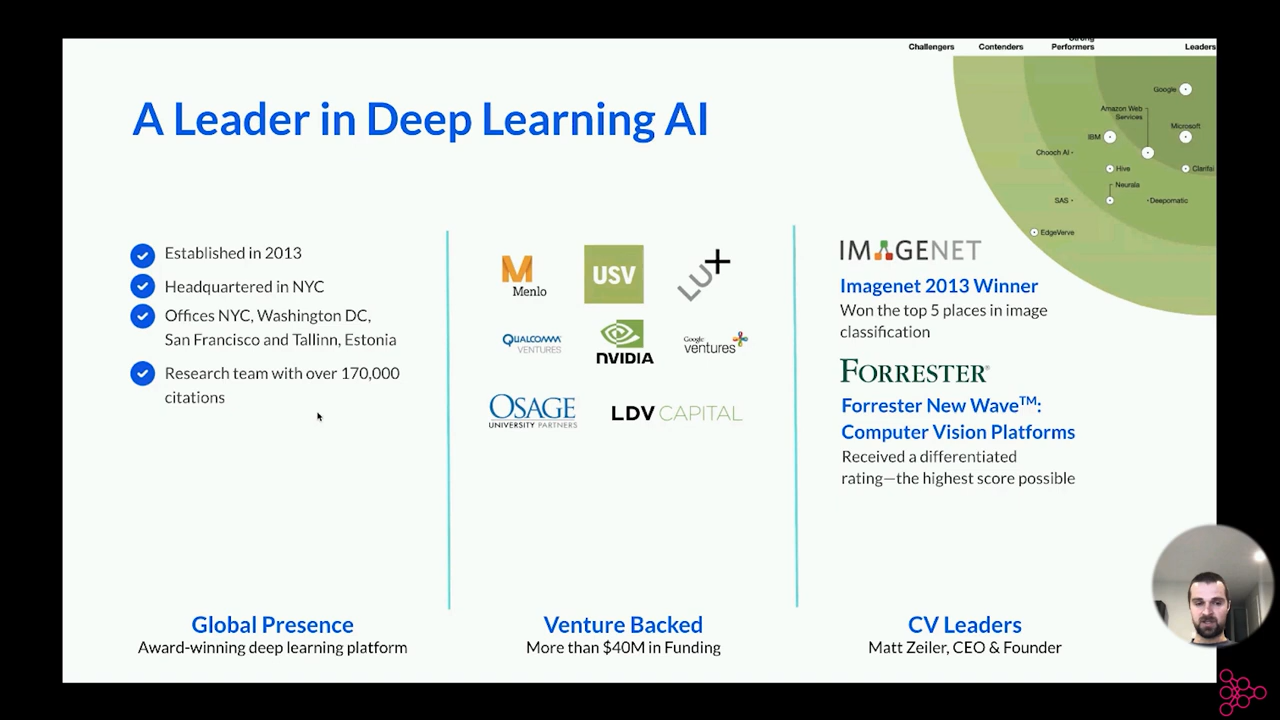 Challengers
Contenders
Strong
Performers
Leaders
A Leader in Deep Learning AI
Google
Amazon Web
Services
IBM
Microsoft
Chooch AI
Hive
Clarifai
Neurala
SAS
Deepomatic
EdgeVerve
Established in 2013
Headquartered in NYC
Offices NYC, Washington DC,
San Francisco and Tallinn, Estonia
Research team with over 170,000
citations
Global Presence
Award-winning deep learning platform
Menlo
USV
LU+
QUALCOMM
VENTURES
NVIDIA
Google
ventures
OSAGE
UNIVERSITY PARTNERS
LDV CAPITAL
Venture Backed
More than $40M in Funding
IMAGENET
Imagenet 2013 Winner
Won the top 5 places in image
classification
FORRESTER®
Forrester New Wave™:
Computer Vision Platforms
Received a differentiated
rating—the highest score possible
CV Leaders
Matt Zeiler, CEO & Founder